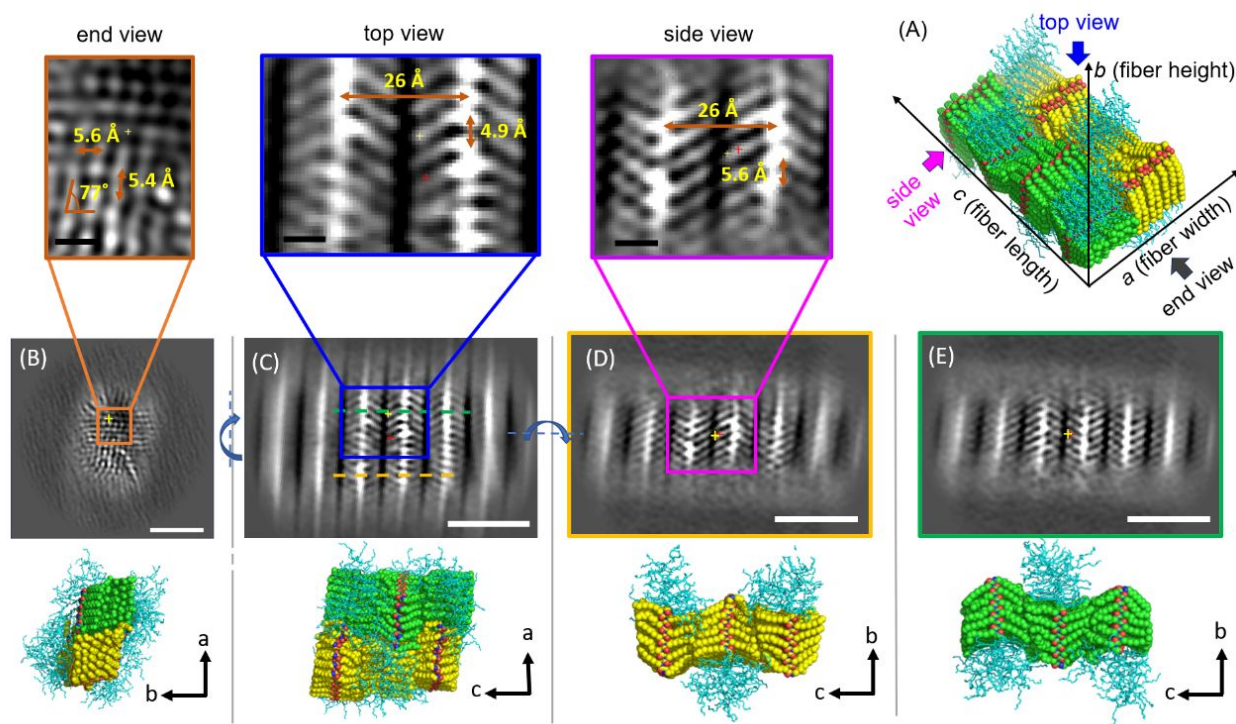 end view
top view
side view
(A)
top view
b (fiber height)
26 Å
26 Å
5.6 Å
4.9 Å
5.6 Å
77°
5.4 Å
side
view
c (fiber length)
a (fiber width)
end view
(B)
(C)
(D)
(E)
a
b
a
c
b
c
b
c